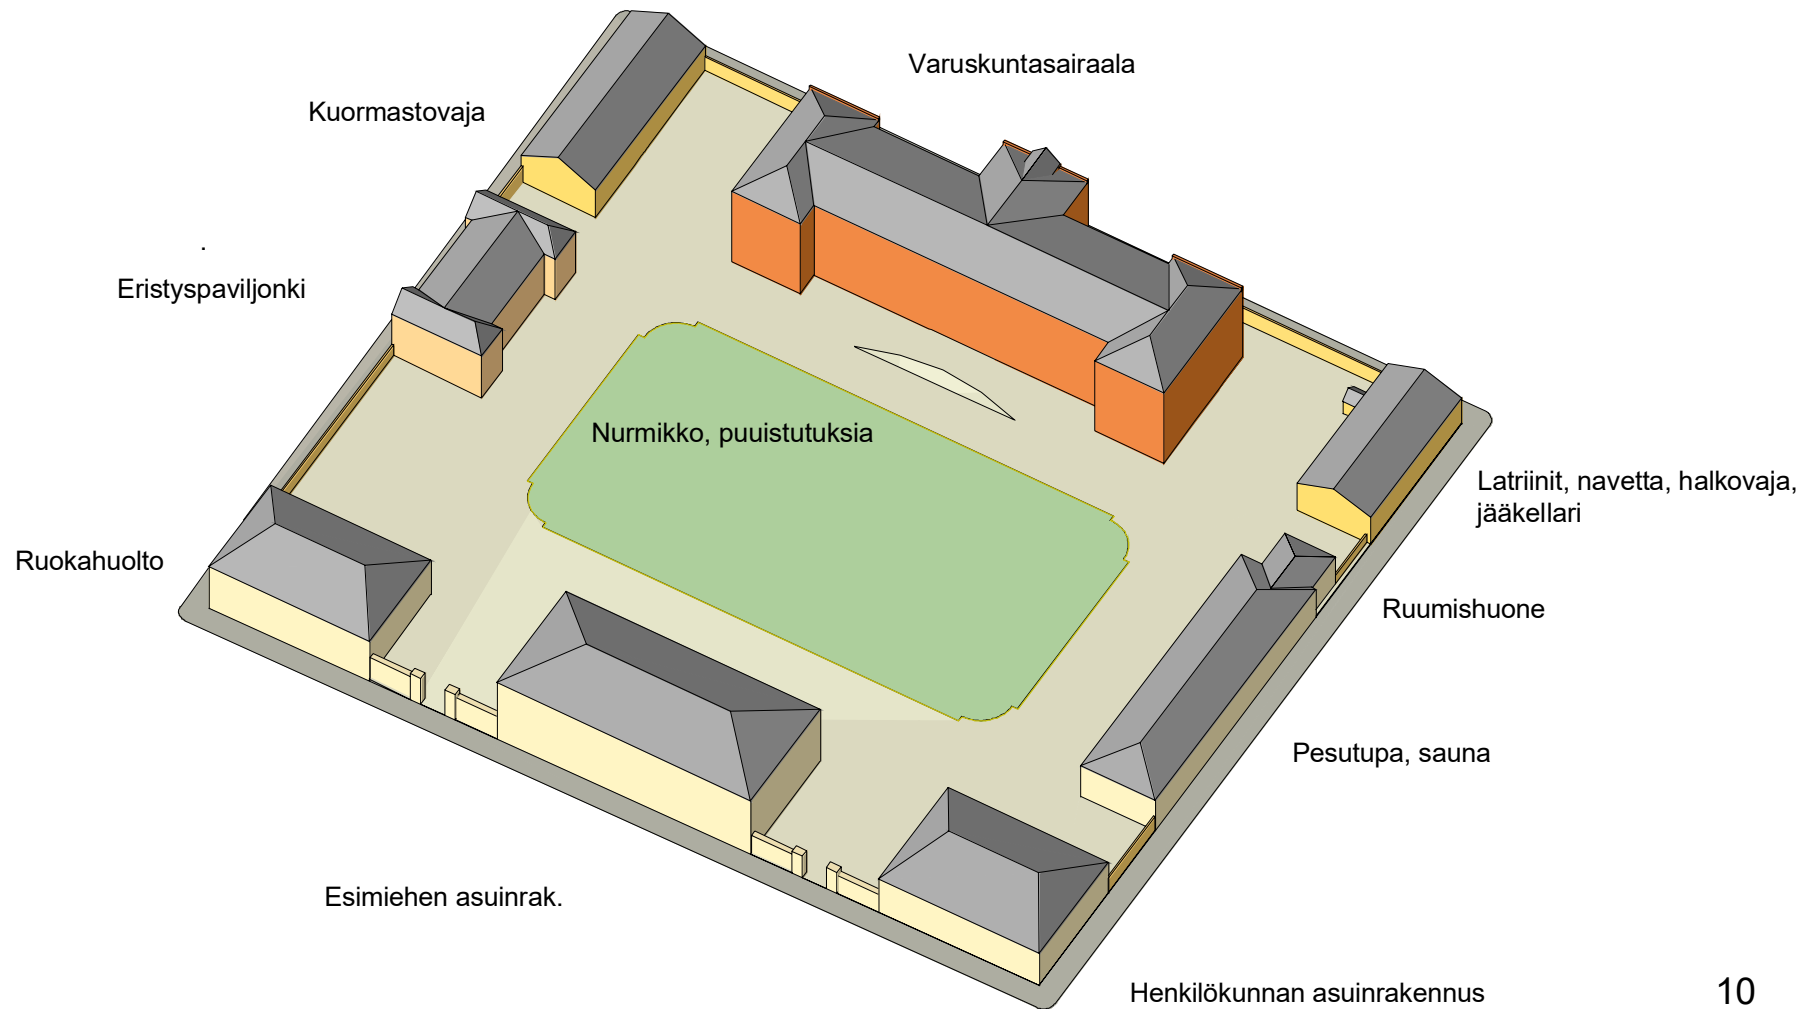 Varuskuntasairaala
Kuormastovaja
.
Eristyspaviljonki
Nurmikko, puuistutuksia
Latriinit, navetta, halkovaja,
jääkellari
Ruokahuolto
Ruumishuone
Pesutupa, sauna
Esimiehen asuinrak.
Henkilökunnan asuinrakennus
10